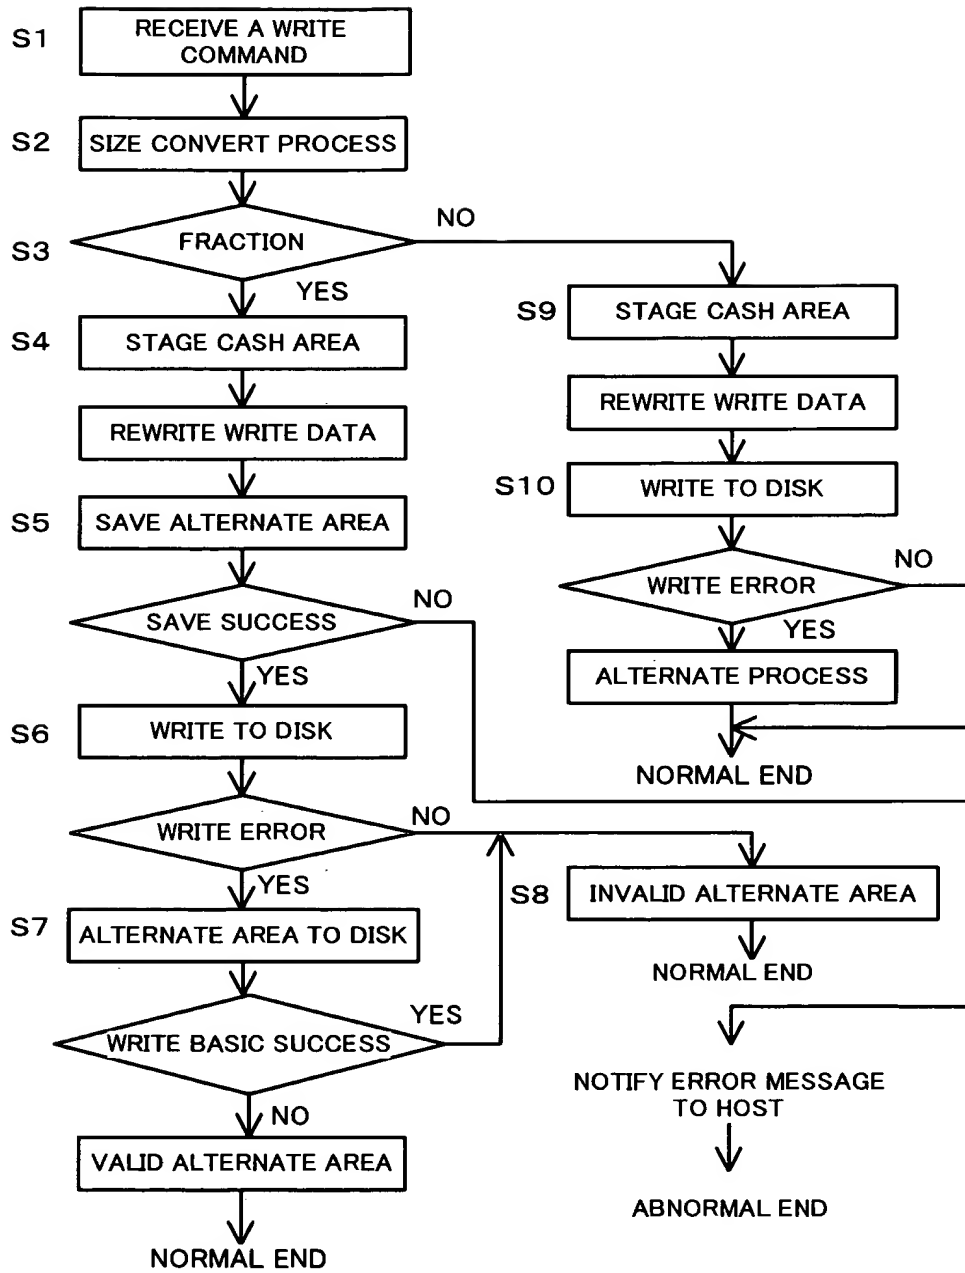 S1
RECEIVE A WRITE
COMMAND
S2
SIZE CONVERT PROCESS
S3
FRACTION
NO
YES
S4
STAGE CASH AREA
REWRITE WRITE DATA
S5
SAVE ALTERNATE AREA
SAVE SUCCESS
NO
YES
S6
WRITE TO DISK
WRITE ERROR
NO
YES
S7
ALTERNATE AREA TO DISK
WRITE BASIC SUCCESS
YES
NO
VALID ALTERNATE AREA
NORMAL END
S9
STAGE CASH AREA
REWRITE WRITE DATA
S10
WRITE TO DISK
WRITE ERROR
NO
YES
ALTERNATE PROCESS
NORMAL END
S8
INVALID ALTERNATE AREA
NORMAL END
NOTIFY ERROR MESSAGE
TO HOST
ABNORMAL END